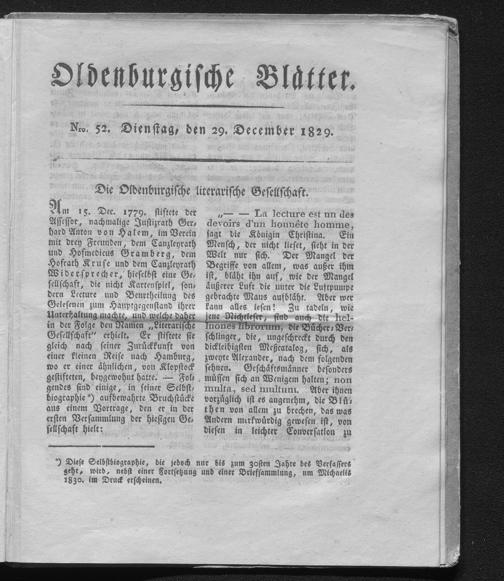 Oldenburgische Blätter.
Nro. 52. Dienstag, den 29. December 1829.
Die Oldenburgische literarische Gesellschaft.
Am 15. Dec. 1779. stiftete der
Assessor, nachmalige Justizrath Ger-
hard Anton von Halem, im Verein
mit drey Freunden, dem Canzleyrath
und Hofmedicus Gramberg, dem
Hofrath Kruse und dem Canzleyrath
Widersprecher, hieselbst eine Ge-
sellschaft, die nicht Kartenspiel, son-
dern Lectur und Beurtheilung des
Gelesenen zum Hauptgegenstand ihrer
Unterhaltung machte, und welche daher
in der Folge den Namen „Literarische
Gesellschaft“ erhielt. Er stiftete sie
gleich nach seiner Zurückkunft von
einer kleinen Reise nach Hamburg,
wo er einer ähnlichen, von Klopstock
gestifteten, beygewohnt hatte. — Fol-
gendes sind einige, in seiner Selbst-
biographie*) aufbewahrte Bruchstücke
aus einem Vortrage, den er in der
ersten Versammlung der hiesigen Ge-
sellschaft hielt:
„— — La lecture est un des
devoirs d'un honnête homme,
sagt die Königin Christina. Ein
Mensch, der nicht lieset, sieht in der
Welt nur sich. Der Mangel der
Begriffe von allem, was außer ihm
ist, bläht ihn auf, wie der Mangel
äußerer Luft die unter die Luftpumpe
gebrachte Maus aufbläht. Aber wer
kann alles lesen! Zu tadeln, wie
jene Nichtleser, sind auch die hel-
luones librorum, die Bücher-Ver-
schlinger, die, ungeschreckt durch den
dickleibigsten Meßcatalog, sich, als
zweyte Alexander, nach dem folgenden
sehnen. Geschäftsmänner besonders
müssen sich an Wenigem halten; non
multa, sed multum. Aber ihnen
vorzüglich ist es angenehm, die Blü-
then von allem zu brechen, das was
Andern mirkwürdig gewesen ist, von
diesen in leichter Conversation zu
*) Diese Selbstbiographie, die jedoch nur bis zum 30sten Jahre des Verfassers
geht, wird, nebst einer Fortsetzung und einer Briefsammlung, um Michaelis
1830. im Druck erscheinen.